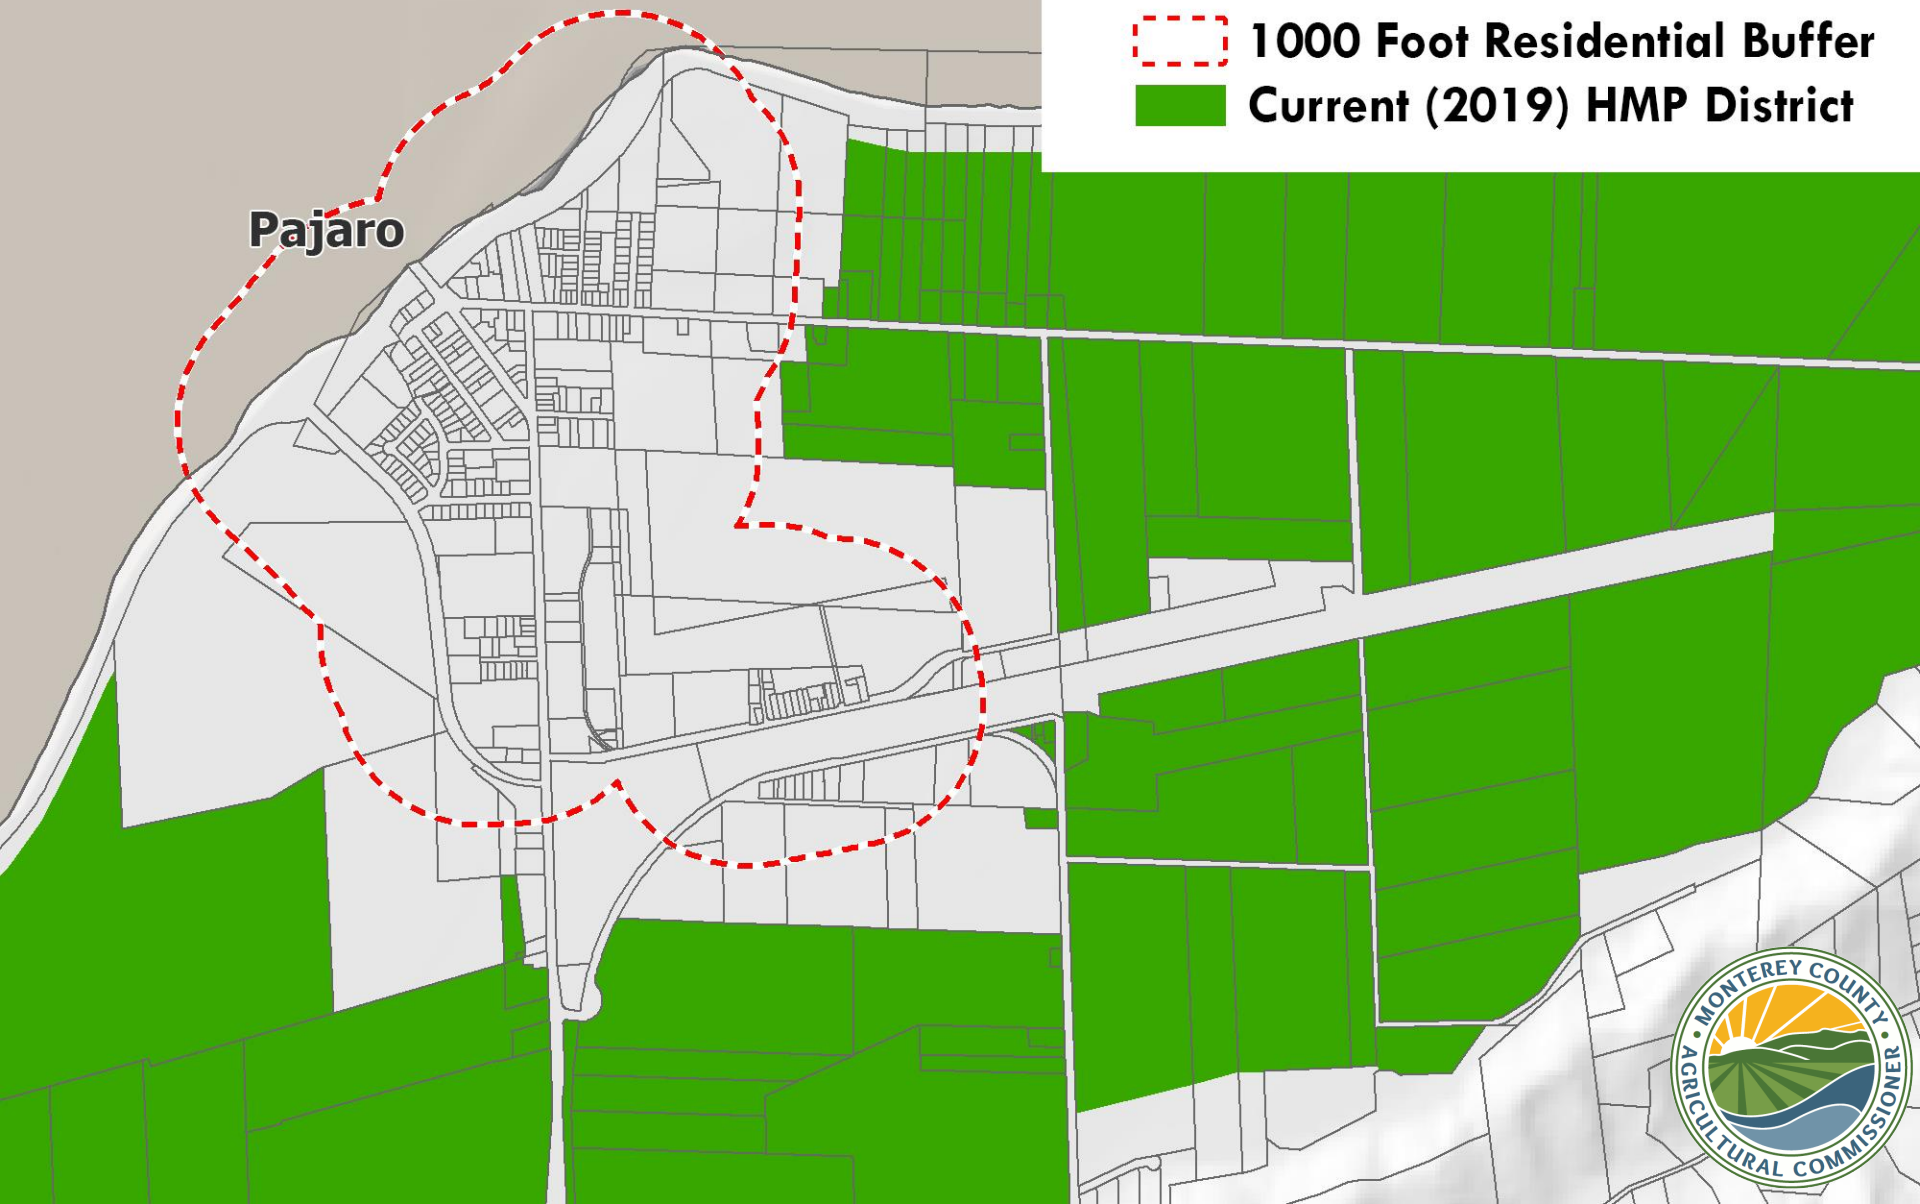 1000 Foot Residential Buffer
Current (2019) HMP District
Pajaro
• MONTEREY COUNTY •
AGRICULTURAL COMMISSIONER